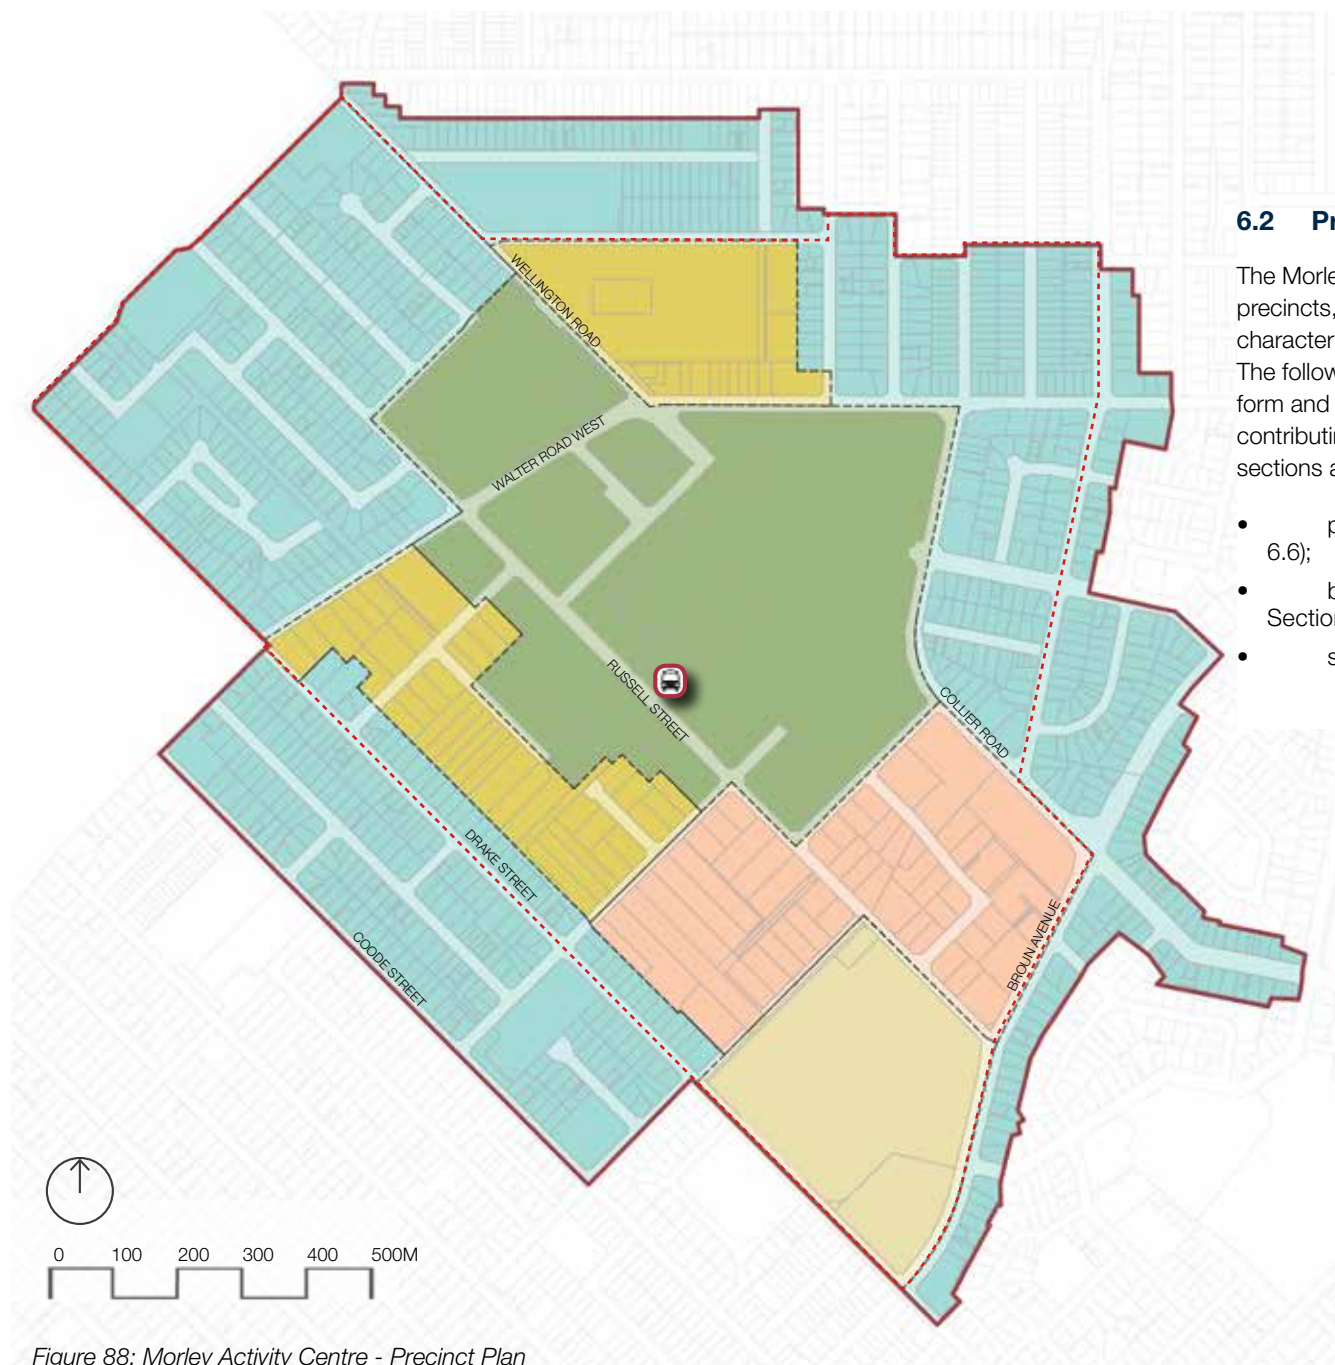 WELLINGTON ROAD
WALTER ROAD WEST
RUSSELL STREET
COLLIER ROAD
DRAKE STREET
BROUN AVENUE
COODE STREET
0 100 200 300 400 500M
Figure 88: Morley Activity Centre - Precinct Plan
6.2 Pr
The Morle
precincts,
character
The follow
form and
contributin
sections a
• p
6.6);
• b
Section
• s